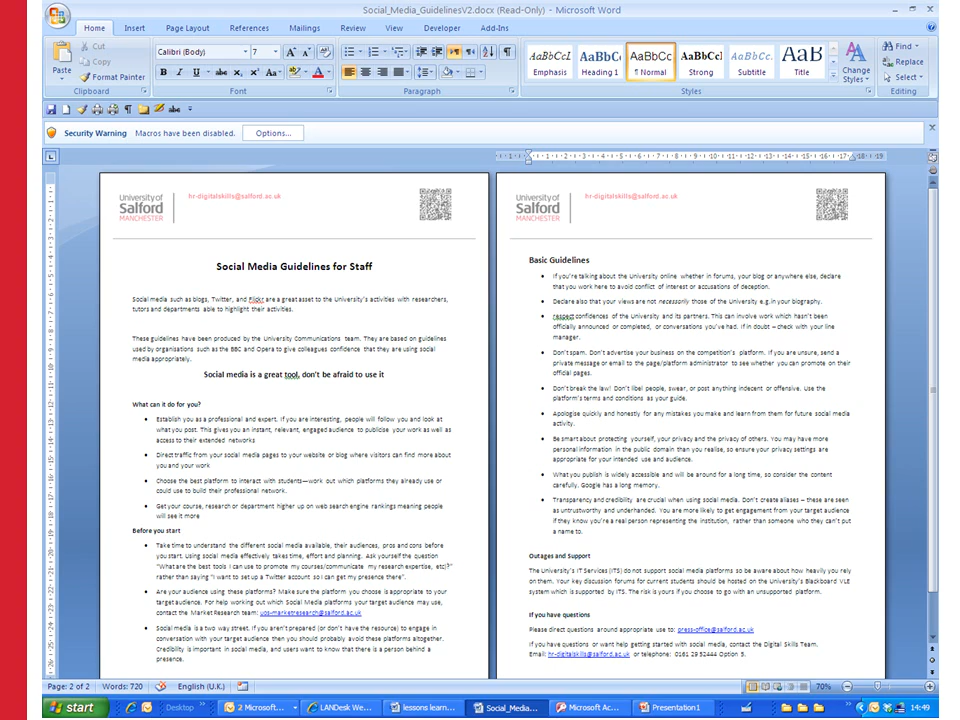 Social_Media_GuidelinesV2.docx (Read-Only) - Microsoft Word
Home Insert Page Layout References Mailings Review View Developer Add-Ins
Paste
Cut
Copy
Format Painter
Clipboard
Calibri (Body) 7
Font
Paragraph
AaBbCcI AaBbC AaBbCc AaBbCcl AaBbCc. AaB
Emphasis Heading 1 ¶ Normal Strong Subtitle Title
Change Styles
Styles
Find
Replace
Select
Editing
Security Warning Macros have been disabled. Options...
University of
Salford
MANCHESTER
hr-digitalskills@salford.ac.uk
Social Media Guidelines for Staff
Social media such as blogs, Twitter, and Flickr are a great asset to the University's activities with researchers,
tutors and departments able to highlight their activities.
These guidelines have been produced by the University Communications team. They are based on guidelines
used by organisations such as the BBC and Opera to give colleagues confidence that they are using social
media appropriately.
Social media is a great tool, don't be afraid to use it
What can it do for you?
• Establish you as a professional and expert. If you are interesting, people will follow you and look at
what you post. This gives you an instant, relevant, engaged audience to publicise your work as well as
access to their extended networks
• Direct traffic from your social media pages to your website or blog where visitors can find more about
you and your work
• Choose the best platform to interact with students—work out which platforms they already use or
could use to build their professional network.
• Get your course, research or department higher up on web search engine rankings meaning people
will see it more
Before you start
• Take time to understand the different social media available, their audiences, pros and cons before
you start. Using social media effectively takes time, effort and planning. Ask yourself the question
"What are the best tools I can use to promote my courses/communicate my research expertise, etc)?"
rather than saying "I want to set up a Twitter account so I can get my presence there".
• Are your audience using these platforms? Make sure the platform you choose is appropriate to your
target audience. For help working out which Social Media platforms your target audience may use,
contact the Market Research team: uos-marketresearch@salford.ac.uk
• Social media is a two way street. If you aren't prepared (or don't have the resource) to engage in
conversation with your target audience then you should probably avoid these platforms altogether.
Credibility is important in social media, and users want to know that there is a person behind a
presence.
University of
Salford
MANCHESTER
hr-digitalskills@salford.ac.uk
Basic Guidelines
• If you're talking about the University online whether in forums, your blog or anywhere else, declare
that you work here to avoid conflict of interest or accusations of deception.
• Declare also that your views are not necessarily those of the University e.g.in your biography.
• respect confidences of the University and its partners. This can involve work which hasn't been
officially announced or completed, or conversations you've had. If in doubt – check with your line
manager.
• Don't spam. Don't advertise your business on the competition's platform. If you are unsure, send a
private message or email to the page/platform administrator to see whether you can promote on their
official pages.
• Don't break the law! Don't libel people, swear, or post anything indecent or offensive. Use the
platform's terms and conditions as your guide.
• Apologise quickly and honestly for any mistakes you make and learn from them for future social media
activity.
• Be smart about protecting yourself, your privacy and the privacy of others. You may have more
personal information in the public domain than you realise, so ensure your privacy settings are
appropriate for your intended use and audience.
• What you publish is widely accessible and will be around for a long time, so consider the content
carefully. Google has a long memory.
• Transparency and credibility are crucial when using social media. Don't create aliases – these are seen
as untrustworthy and underhanded. You are more likely to get engagement from your target audience
if they know you're a real person representing the institution, rather than someone who they can't put
a name to.
Outages and Support
The University's IT Services (ITS) do not support social media platforms so be aware about how heavily you rely
on them. Your key discussion forums for current students should be hosted on the University's Blackboard VLE
system which is supported by ITS. The risk is yours if you choose to go with an unsupported platform.
If you have questions
Please direct questions around appropriate use to: press-office@salford.ac.uk
If you have questions or want help getting started with social media, contact the Digital Skills Team.
Email: hr-digitalskills@salford.ac.uk or telephone: 0161 29 52444 Option 5.
Page: 2 of 2 Words: 720 English (U.K.) 70%
start Desktop 2 Microsoft... LANDesk We... lessons learn... Social_Media... Microsoft Ac... Presentation1 14:49